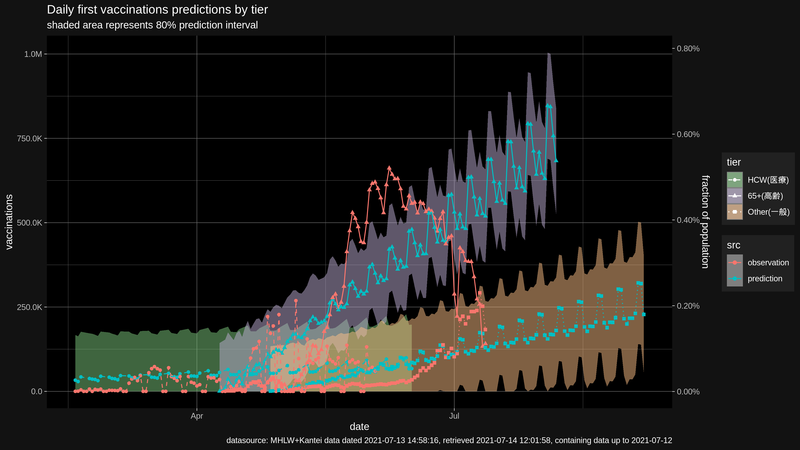 Daily first vaccinations predictions by tier
shaded area represents 80% prediction interval
1.0M
750.0K
500.0K
250.0K
0.0
vaccinations
0.80%
0.60%
0.40%
0.20%
0.00%
fraction of population
Apr
Jul
date
tier
HCW(医療)
65+(高齢)
Other(一般)
src
observation
prediction
datasource: MHLW+Kantei data dated 2021-07-13 14:58:16, retrieved 2021-07-14 12:01:58, containing data up to 2021-07-12